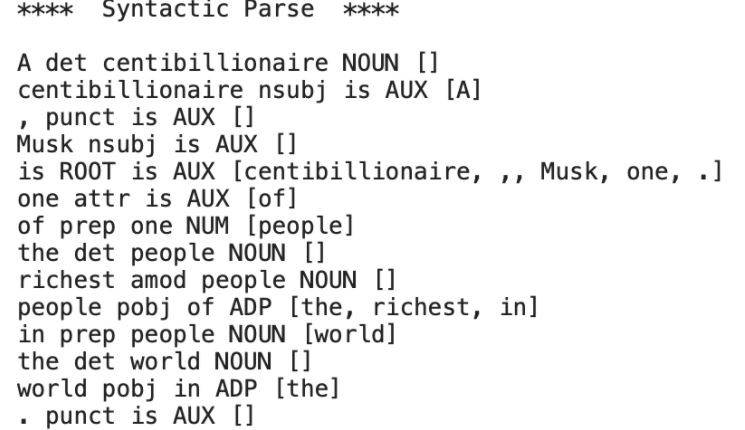 **** Syntactic Parse ****
A det centibillionaire NOUN []
centibillionaire nsubj is AUX [A]
, punct is AUX []
Musk nsubj is AUX []
is ROOT is AUX [centibillionaire, ,, Musk, one, .]
one attr is AUX [of]
of prep one NUM [people]
the det people NOUN []
richest amod people NOUN []
people pobj of ADP [the, richest, in]
in prep people NOUN [world]
the det world NOUN []
world pobj in ADP [the]
. punct is AUX []